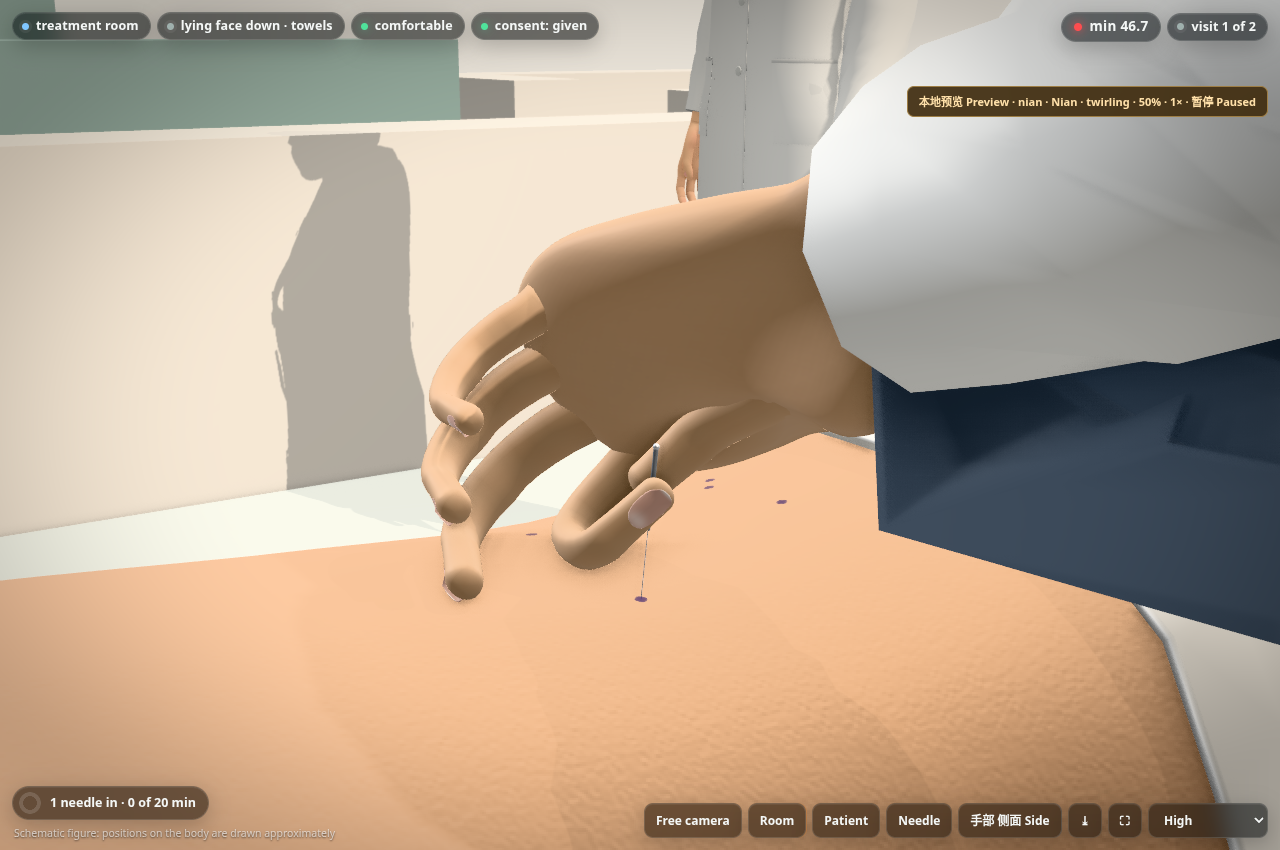 treatment room
lying face down · towels
comfortable
consent: given
min 46.7
visit 1 of 2
本地预览 Preview · nian · Nian · twirling · 50% · 1× · 暂停 Paused
1 needle in · 0 of 20 min
Schematic figure: positions on the body are drawn approximately
Free camera
Room
Patient
Needle
手部 侧面 Side
High